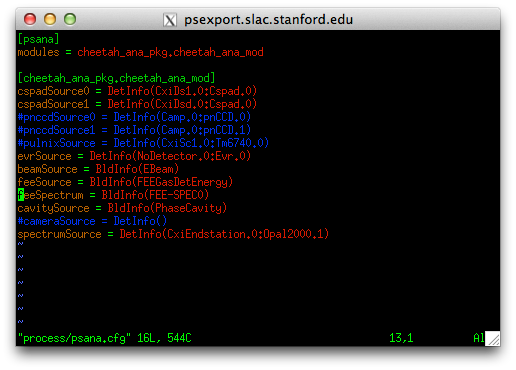 psexport.slac.stanford.edu
[psana]
modules = cheetah_ana_pkg.cheetah_ana_mod
[cheetah_ana_pkg.cheetah_ana_mod]
cspadSource0 = DetInfo(CxiDs1.0:Cspad.0)
cspadSource1 = DetInfo(CxiDsd.0:Cspad.0)
#pnccdSource0 = DetInfo(Camp.0:pnCCD.0)
#pnccdSource1 = DetInfo(Camp.0:pnCCD.1)
#pulnixSource = DetInfo(CxiSc1.0:Tm6740.0)
evrSource = DetInfo(NoDetector.0:Evr.0)
beamSource = BldInfo(EBeam)
feeSource = BldInfo(FEEGasDetEnergy)
feeSpectrum = BldInfo(FEE-SPEC0)
cavitySource = BldInfo(PhaseCavity)
#cameraSource = DetInfo()
spectrumSource = DetInfo(CxiEndstation.0:Opal2000.1)
~
~
~
~
~
~
~
"process/psana.cfg" 16L, 544C 13,1 Al